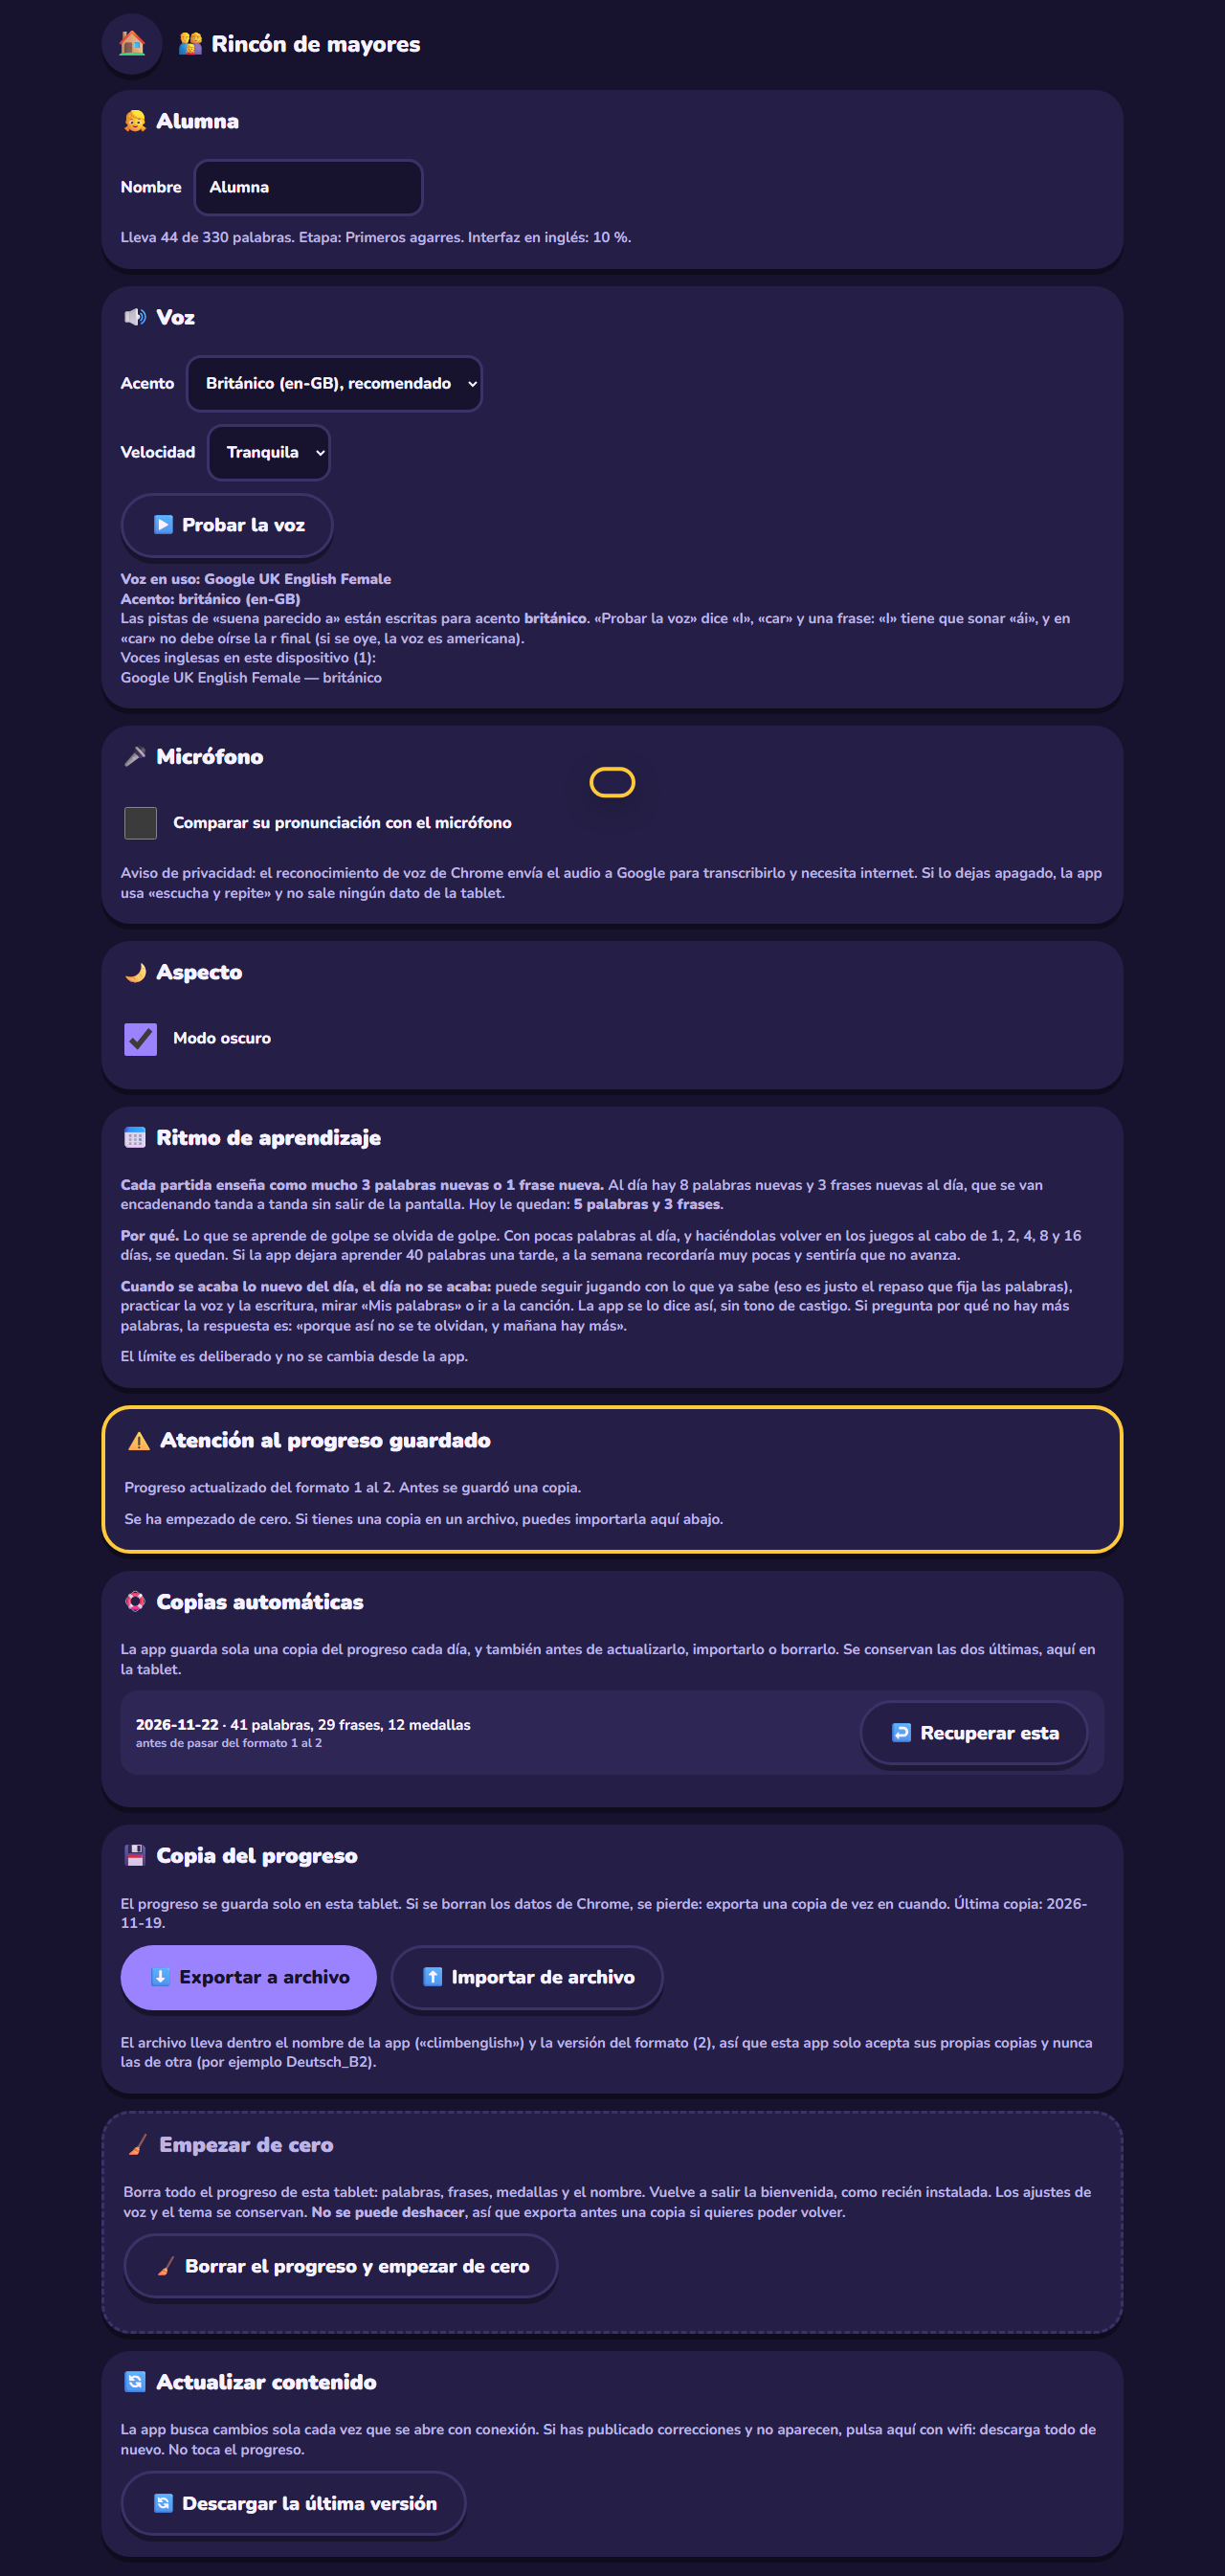 Rincón de mayores
Alumna
Nombre
Alumna
Lleva 44 de 330 palabras. Etapa: Primeros agarres. Interfaz en inglés: 10 %.
Voz
Acento
Británico (en-GB), recomendado
Velocidad
Tranquila
Probar la voz
Voz en uso: Google UK English Female
Acento: británico (en-GB)
Las pistas de «suena parecido a» están escritas para acento británico. «Probar la voz» dice «I», «car» y una frase: «I» tiene que sonar «ái», y en
«car» no debe oírse la r final (si se oye, la voz es americana).
Voces inglesas en este dispositivo (1):
Google UK English Female — británico
Micrófono
Comparar su pronunciación con el micrófono
Aviso de privacidad: el reconocimiento de voz de Chrome envía el audio a Google para transcribirlo y necesita internet. Si lo dejas apagado, la app
usa «escucha y repite» y no sale ningún dato de la tablet.
Aspecto
Modo oscuro
Ritmo de aprendizaje
Cada partida enseña como mucho 3 palabras nuevas o 1 frase nueva. Al día hay 8 palabras nuevas y 3 frases nuevas al día, que se van
encadenando tanda a tanda sin salir de la pantalla. Hoy le quedan: 5 palabras y 3 frases.
Por qué. Lo que se aprende de golpe se olvida de golpe. Con pocas palabras al día, y haciéndolas volver en los juegos al cabo de 1, 2, 4, 8 y 16
días, se quedan. Si la app dejara aprender 40 palabras una tarde, a la semana recordaría muy pocas y sentiría que no avanza.
Cuando se acaba lo nuevo del día, el día no se acaba: puede seguir jugando con lo que ya sabe (eso es justo el repaso que fija las palabras),
practicar la voz y la escritura, mirar «Mis palabras» o ir a la canción. La app se lo dice así, sin tono de castigo. Si pregunta por qué no hay más
palabras, la respuesta es: «porque así no se te olvidan, y mañana hay más».
El límite es deliberado y no se cambia desde la app.
Atención al progreso guardado
Progreso actualizado del formato 1 al 2. Antes se guardó una copia.
Se ha empezado de cero. Si tienes una copia en un archivo, puedes importarla aquí abajo.
Copias automáticas
La app guarda sola una copia del progreso cada día, y también antes de actualizarlo, importarlo o borrarlo. Se conservan las dos últimas, aquí en
la tablet.
2026-11-22 · 41 palabras, 29 frases, 12 medallas
antes de pasar del formato 1 al 2
Recuperar esta
Copia del progreso
El progreso se guarda solo en esta tablet. Si se borran los datos de Chrome, se pierde: exporta una copia de vez en cuando. Última copia: 2026-
11-19.
Exportar a archivo
Importar de archivo
El archivo lleva dentro el nombre de la app («climbenglish») y la versión del formato (2), así que esta app solo acepta sus propias copias y nunca
las de otra (por ejemplo Deutsch_B2).
Empezar de cero
Borra todo el progreso de esta tablet: palabras, frases, medallas y el nombre. Vuelve a salir la bienvenida, como recién instalada. Los ajustes de
voz y el tema se conservan. No se puede deshacer, así que exporta antes una copia si quieres poder volver.
Borrar el progreso y empezar de cero
Actualizar contenido
La app busca cambios sola cada vez que se abre con conexión. Si has publicado correcciones y no aparecen, pulsa aquí con wifi: descarga todo de
nuevo. No toca el progreso.
Descargar la última versión